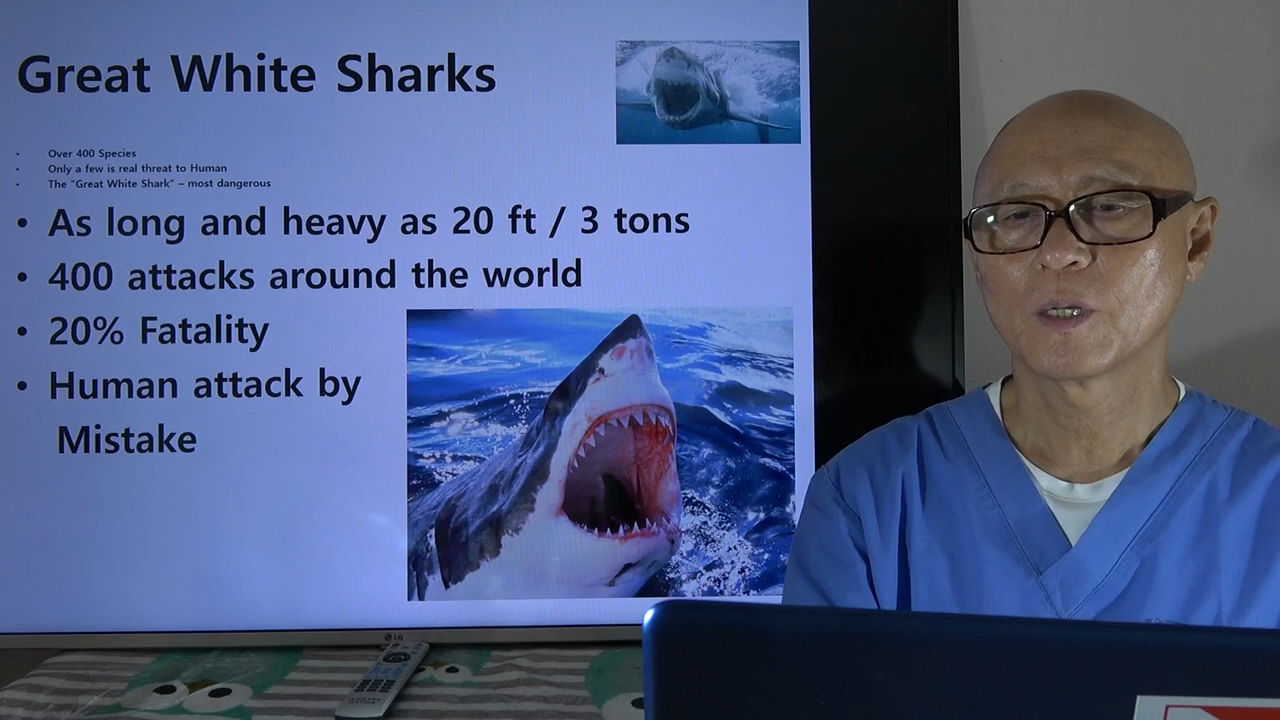 Great White Sharks
• Over 400 Species
• Only a few is real threat to Human
• The "Great White Shark" – most dangerous
• As long and heavy as 20 ft / 3 tons
• 400 attacks around the world
• 20% Fatality
• Human attack by
Mistake
LG